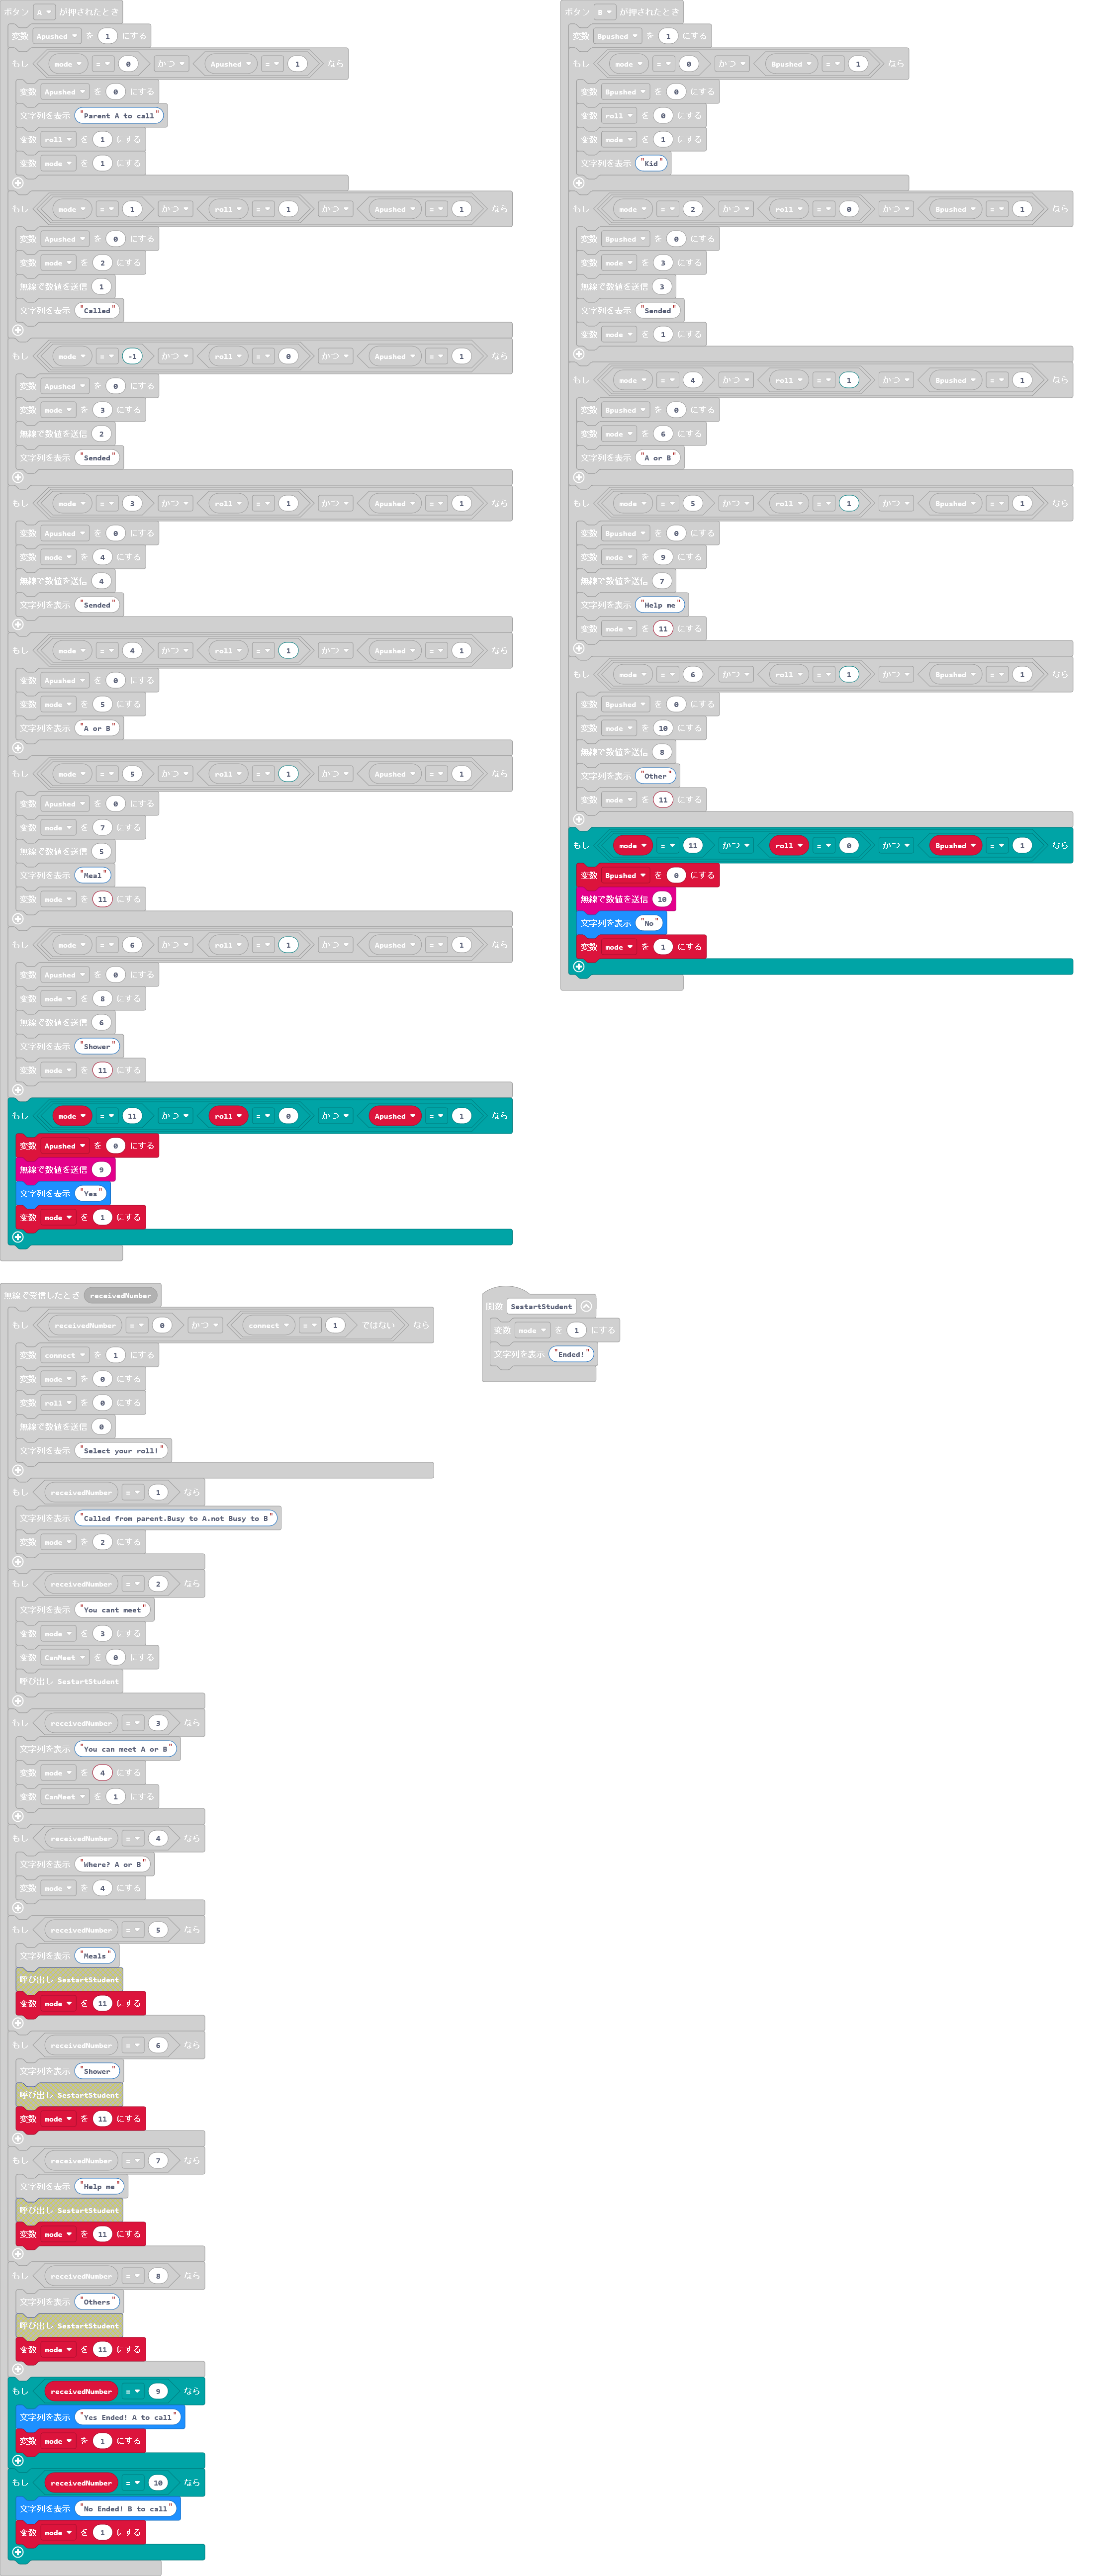 ボタン A が押されたとき
変数 Apushed を 1 にする
もし mode = 0 かつ Apushed = 1 なら
変数 Apushed を 0 にする
文字列を表示 "Parent A to call"
変数 roll を 1 にする
変数 mode を 1 にする
もし mode = 1 かつ roll = 1 かつ Apushed = 1 なら
変数 Apushed を 0 にする
変数 mode を 2 にする
無線で数値を送信 1
文字列を表示 "Called"
もし mode = -1 かつ roll = 0 かつ Apushed = 1 なら
変数 Apushed を 0 にする
変数 mode を 3 にする
無線で数値を送信 2
文字列を表示 "Sended"
もし mode = 3 かつ roll = 1 かつ Apushed = 1 なら
変数 Apushed を 0 にする
変数 mode を 4 にする
無線で数値を送信 4
文字列を表示 "Sended"
もし mode = 4 かつ roll = 1 かつ Apushed = 1 なら
変数 Apushed を 0 にする
変数 mode を 5 にする
文字列を表示 "A or B"
もし mode = 5 かつ roll = 1 かつ Apushed = 1 なら
変数 Apushed を 0 にする
変数 mode を 7 にする
無線で数値を送信 5
文字列を表示 "Meal"
変数 mode を 11 にする
もし mode = 6 かつ roll = 1 かつ Apushed = 1 なら
変数 Apushed を 0 にする
変数 mode を 8 にする
無線で数値を送信 6
文字列を表示 "Shower"
変数 mode を 11 にする
もし mode = 11 かつ roll = 0 かつ Apushed = 1 なら
変数 Apushed を 0 にする
無線で数値を送信 9
文字列を表示 "Yes"
変数 mode を 1 にする
ボタン B が押されたとき
変数 Bpushed を 1 にする
もし mode = 0 かつ Bpushed = 1 なら
変数 Bpushed を 0 にする
変数 roll を 0 にする
変数 mode を 1 にする
文字列を表示 "Kid"
もし mode = 2 かつ roll = 0 かつ Bpushed = 1 なら
変数 Bpushed を 0 にする
変数 mode を 3 にする
無線で数値を送信 3
文字列を表示 "Sended"
変数 mode を 1 にする
もし mode = 4 かつ roll = 1 かつ Bpushed = 1 なら
変数 Bpushed を 0 にする
変数 mode を 6 にする
文字列を表示 "A or B"
もし mode = 5 かつ roll = 1 かつ Bpushed = 1 なら
変数 Bpushed を 0 にする
変数 mode を 9 にする
無線で数値を送信 7
文字列を表示 "Help me"
変数 mode を 11 にする
もし mode = 6 かつ roll = 1 かつ Bpushed = 1 なら
変数 Bpushed を 0 にする
変数 mode を 10 にする
無線で数値を送信 8
文字列を表示 "Other"
変数 mode を 11 にする
もし mode = 11 かつ roll = 0 かつ Bpushed = 1 なら
変数 Bpushed を 0 にする
無線で数値を送信 10
文字列を表示 "No"
変数 mode を 1 にする
無線で受信したとき receivedNumber
もし receivedNumber = 0 かつ connect = 1 ではない なら
変数 connect を 1 にする
変数 mode を 0 にする
変数 roll を 0 にする
無線で数値を送信 0
文字列を表示 "Select your roll!"
もし receivedNumber = 1 なら
文字列を表示 "Called from parent.Busy to A.not Busy to B"
変数 mode を 2 にする
もし receivedNumber = 2 なら
文字列を表示 "You cant meet"
変数 mode を 3 にする
変数 CanMeet を 0 にする
呼び出し SestartStudent
もし receivedNumber = 3 なら
文字列を表示 "You can meet A or B"
変数 mode を 4 にする
変数 CanMeet を 1 にする
もし receivedNumber = 4 なら
文字列を表示 "Where? A or B"
変数 mode を 4 にする
もし receivedNumber = 5 なら
文字列を表示 "Meals"
呼び出し SestartStudent
変数 mode を 11 にする
もし receivedNumber = 6 なら
文字列を表示 "Shower"
呼び出し SestartStudent
変数 mode を 11 にする
もし receivedNumber = 7 なら
文字列を表示 "Help me"
呼び出し SestartStudent
変数 mode を 11 にする
もし receivedNumber = 8 なら
文字列を表示 "Others"
呼び出し SestartStudent
変数 mode を 11 にする
もし receivedNumber = 9 なら
文字列を表示 "Yes Ended! A to call"
変数 mode を 1 にする
もし receivedNumber = 10 なら
文字列を表示 "No Ended! B to call"
変数 mode を 1 にする
関数 SestartStudent
変数 mode を 1 にする
文字列を表示 "Ended!"